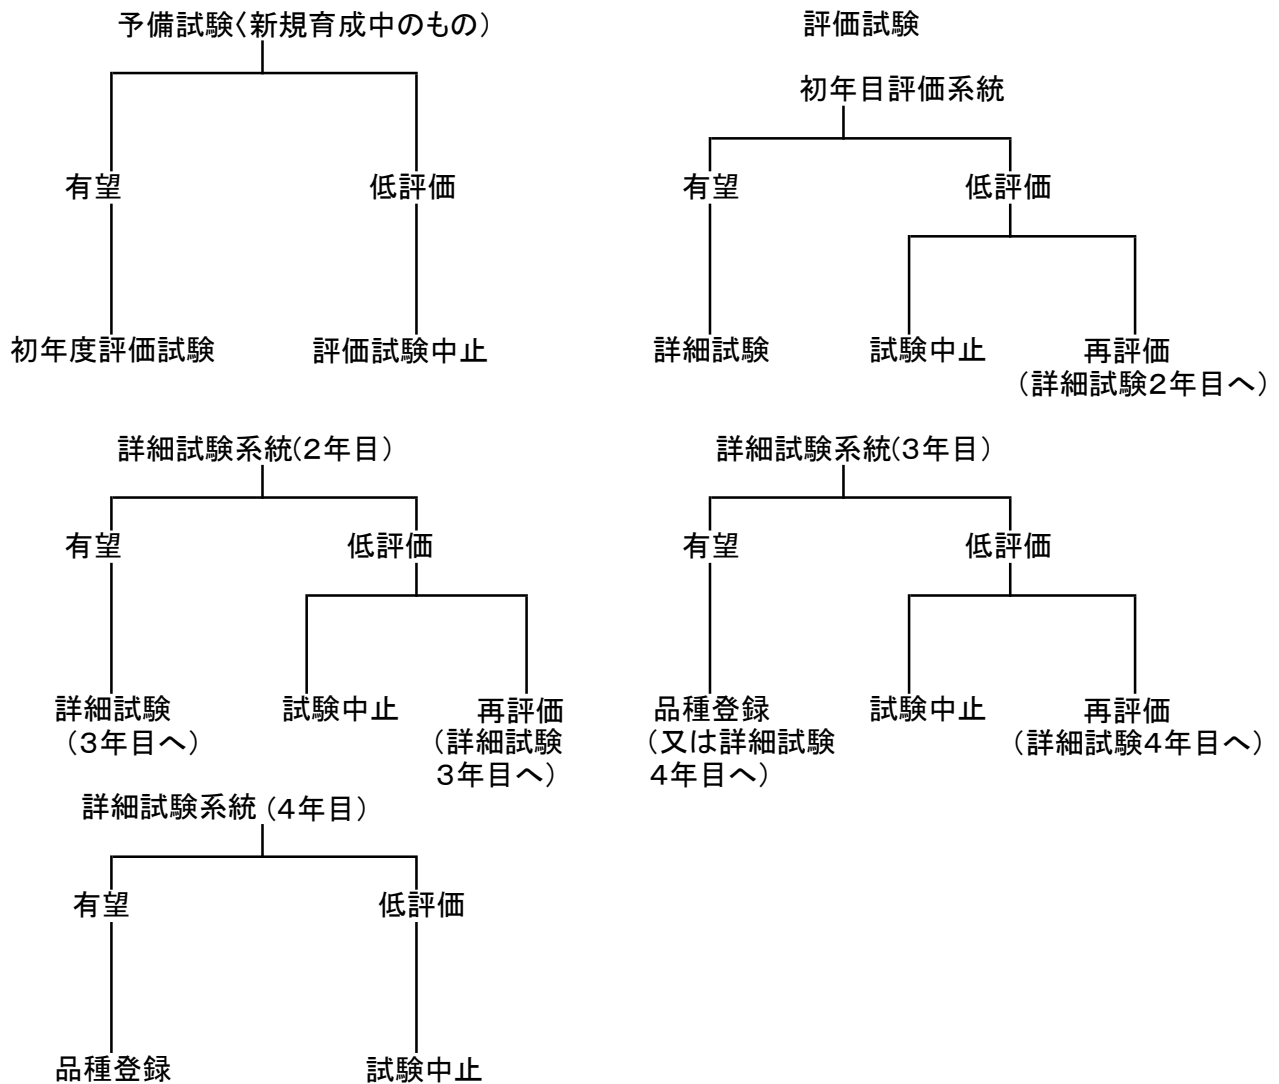 予備試験〈新規育成中のもの）
有望
低評価
初年度評価試験
評価試験中止
評価試験
初年目評価系統
有望
低評価
詳細試験
試験中止
再評価
（詳細試験２年目へ）
詳細試験系統(２年目）
有望
低評価
詳細試験
（３年目へ）
試験中止
再評価
（詳細試験
３年目へ）
詳細試験系統(３年目）
有望
低評価
品種登録
（又は詳細試験
４年目へ）
試験中止
再評価
（詳細試験４年目へ）
詳細試験系統（４年目）
有望
低評価
品種登録
試験中止